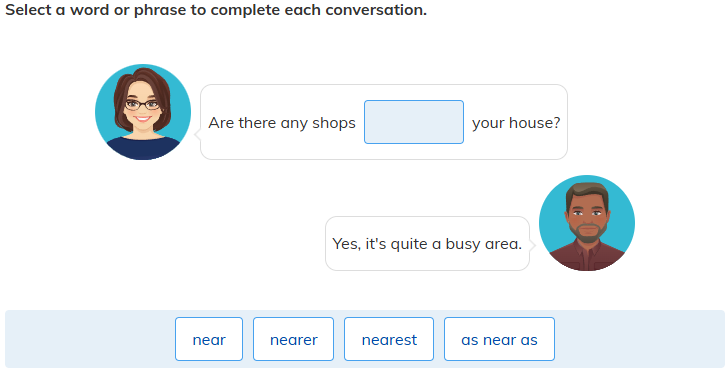 Select a word or phrase to complete each conversation.
Are there any shops your house?
Yes, it's quite a busy area.
near nearer nearest as near as